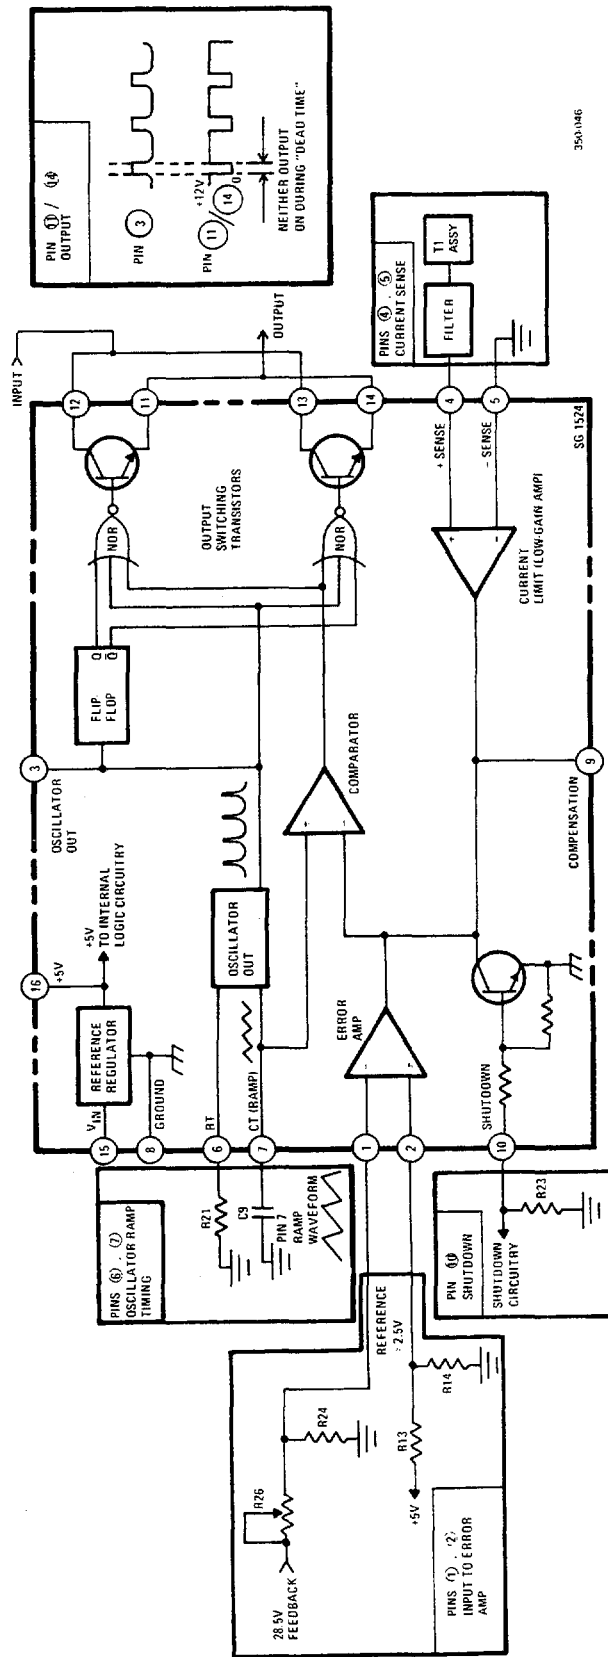 PIN ⑪ / ⑭
OUTPUT
PIN
3
+12V
PIN
11
/
14
0
NEITHER OUTPUT
ON DURING "DEAD TIME"
350-046
INPUT
OUTPUT
12
11
13
14
NOR
NOR
OUTPUT
SWITCHING
TRANSISTORS
FLIP
FLOP
Q
Q̅
3
OSCILLATOR
OUT
16
+5V
+5V
TO INTERNAL
LOGIC CIRCUITRY
REFERENCE
REGULATOR
VIN
15
8
GROUND
OSCILLATOR
OUT
RT
6
CT (RAMP)
7
COMPARATOR
+
-
ERROR
AMP
1
2
SHUTDOWN
10
COMPENSATION
9
CURRENT
LIMIT (LOW-GAIN AMP)
+
-
+ SENSE
- SENSE
4
5
SG 1524
PINS ④ , ⑤
CURRENT SENSE
FILTER
T1
ASSY
PINS ⑥ , ⑦
OSCILLATOR RAMP
TIMING
R21
C9
PIN 7
RAMP
WAVEFORM
PIN ⑩
SHUTDOWN
SHUTDOWN
CIRCUITRY
R23
REFERENCE
2.5V
R14
R13
+5V
R24
R26
28.5V
FEEDBACK
PINS (1) , (2)
INPUT TO ERROR
AMP